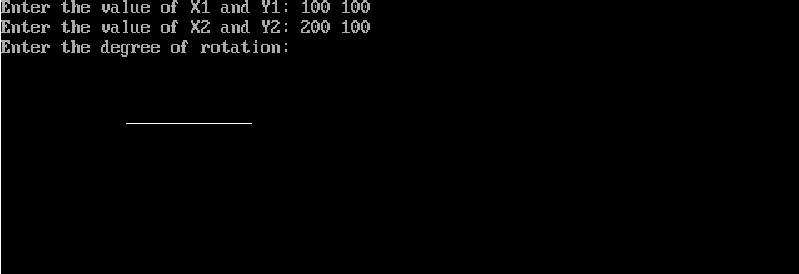 Enter the value of X1 and Y1: 100 100
Enter the value of X2 and Y2: 200 100
Enter the degree of rotation: